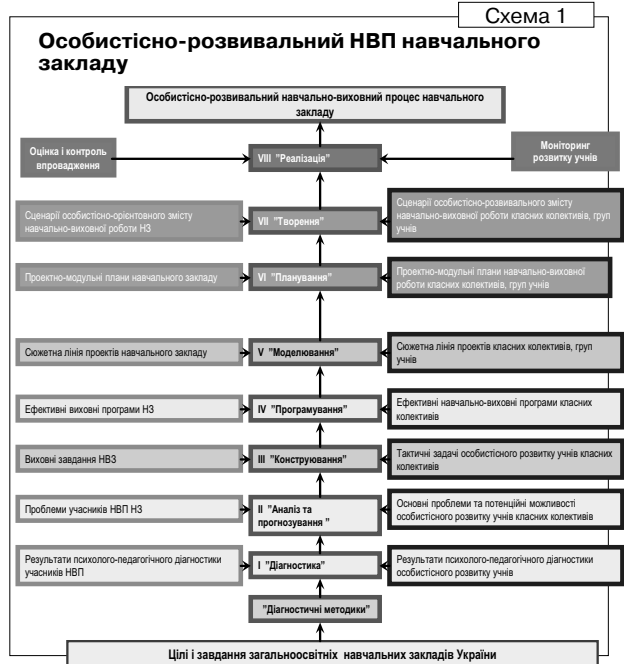 Схема 1
Особистісно-розвивальний НВП навчального
закладу
Особистісно-розвивальний навчально-виховний процес навчального
закладу
Оцінка і контроль
впровадження
VIII "Реалізація"
Моніторинг
розвитку учнів
Сценарії особистісно-орієнтовного змісту
навчально-виховної роботи НЗ
VII "Творення"
Сценарії особистісно-розвивального змісту
навчально-виховної роботи класних колективів, груп
учнів
Проектно-модульні плани навчального закладу
VI "Планування"
Проектно-модульні плани навчально-виховної
роботи класних колективів, груп учнів
Сюжетна лінія проектів навчального закладу
V "Моделювання"
Сюжетна лінія проектів класних колективів, груп
учнів
Ефективні виховні програми НЗ
IV "Програмування"
Ефективні навчально-виховні програми класних
колективів
Виховні завдання НВЗ
III "Конструювання"
Тактичні задачі особистісного розвитку учнів класних
колективів
Проблеми учасників НВП НЗ
II "Аналіз та
прогнозування "
Основні проблеми та потенційні можливості
особистісного розвитку учнів класних колективів
Результати психолого-педагогічного діагностики
учасників НВП
I "Діагностика"
Результати психолого-педагогічного діагностики
особистісного розвитку учнів
"Діагностичні методики"
Цілі і завдання загальноосвітніх навчальних закладів України